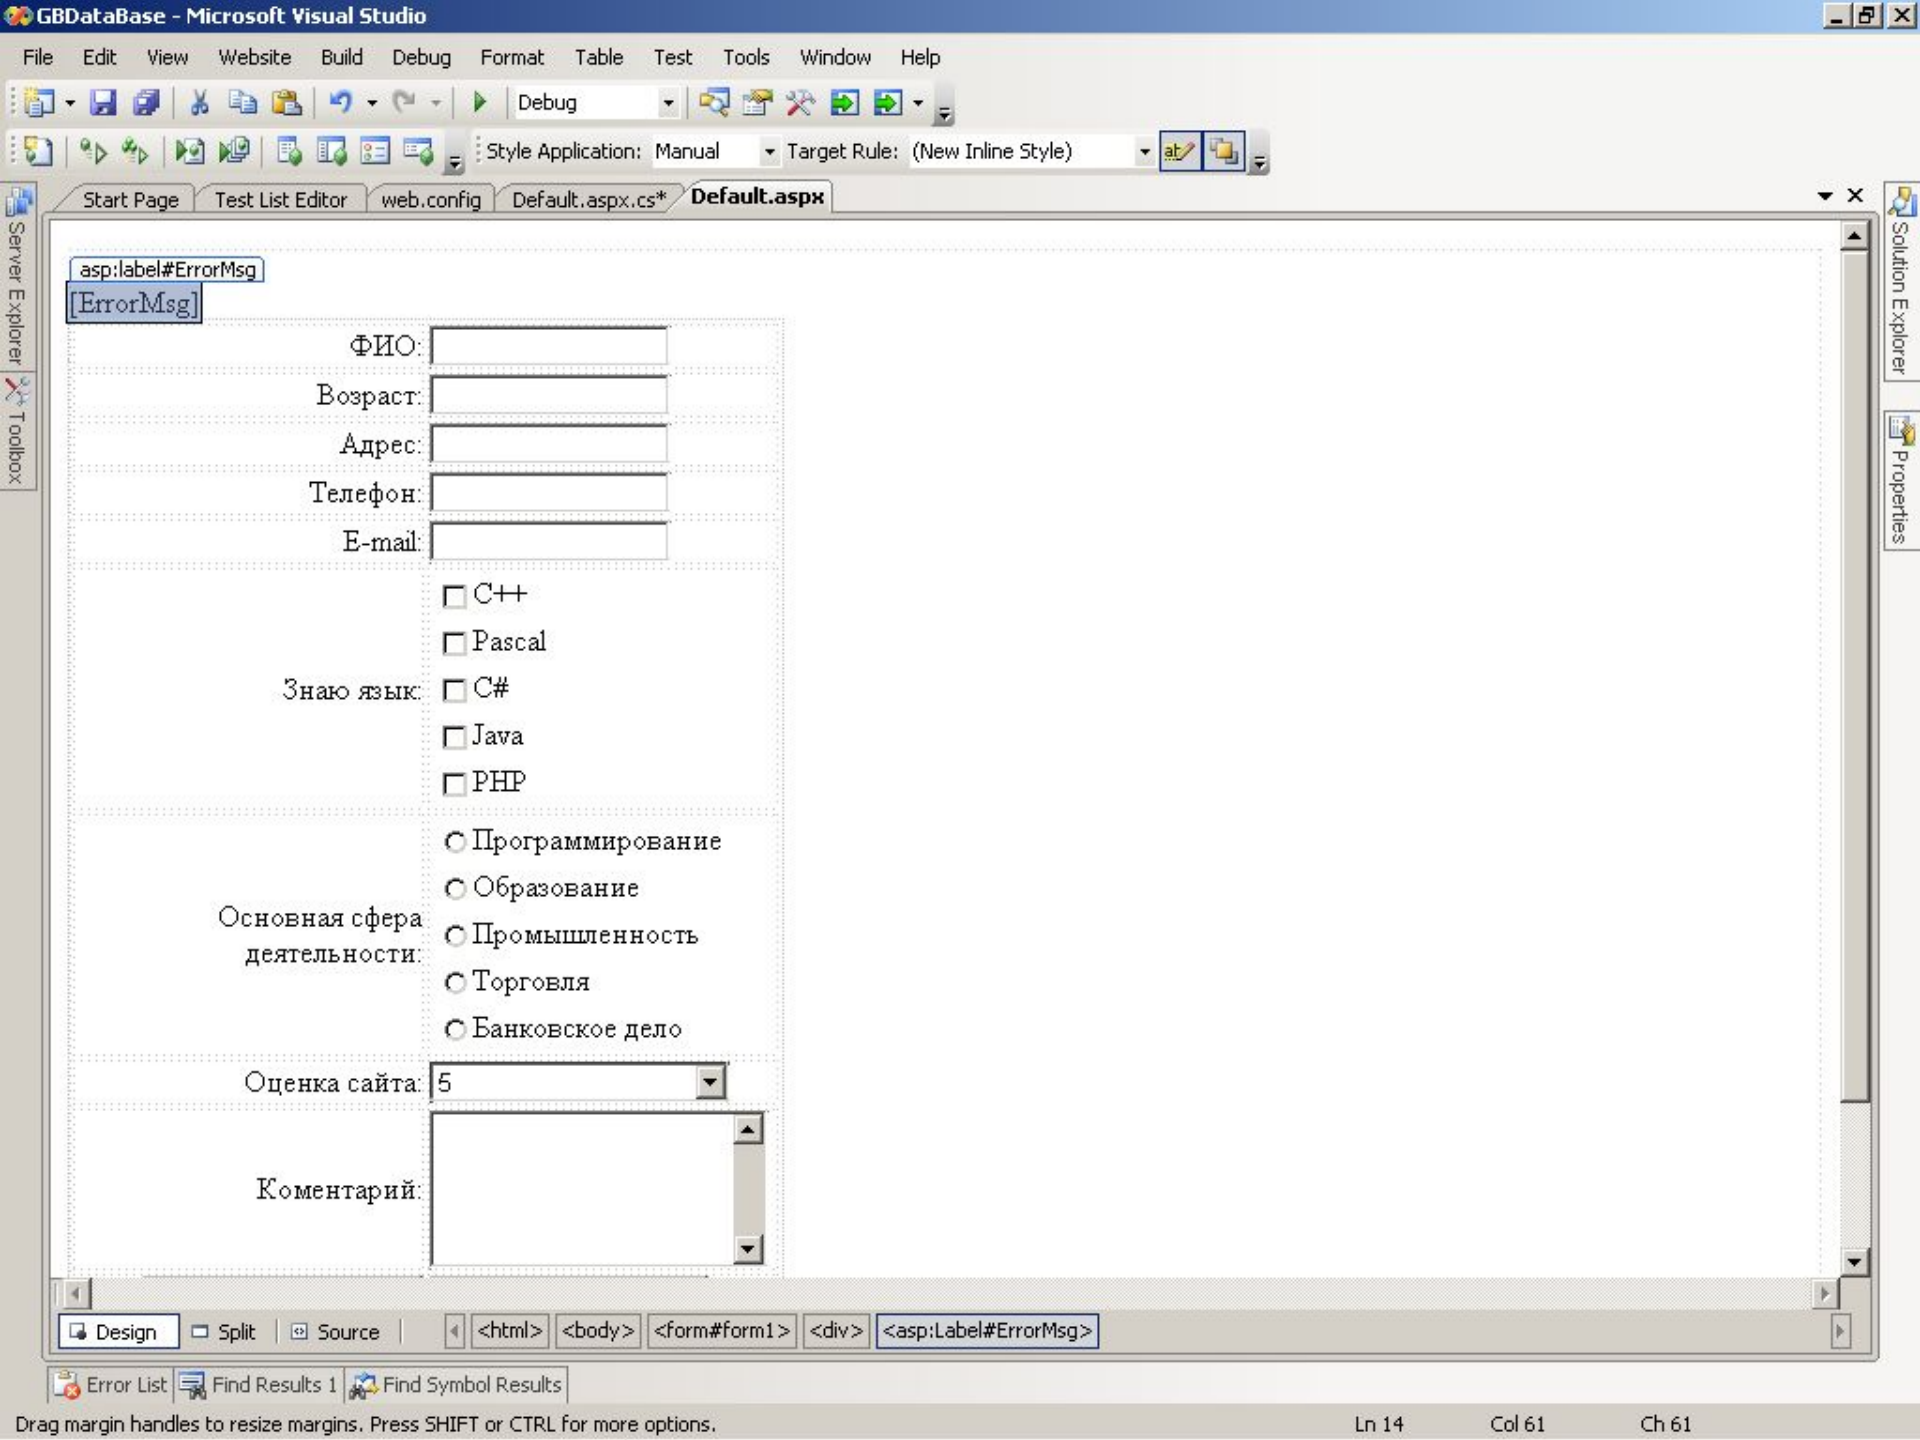 GBDataBase - Microsoft Visual Studio
File Edit View Website Build Debug Format Table Test Tools Window Help
Debug
Style Application: Manual Target Rule: (New Inline Style)
Start Page Test List Editor web.config Default.aspx.cs* Default.aspx
Server Explorer
Toolbox
Solution Explorer
Properties
asp:label#ErrorMsg
[ErrorMsg]
ФИО:
Возраст:
Адрес:
Телефон:
E-mail:
Знаю язык:
C++
Pascal
C#
Java
PHP
Основная сфера
деятельности:
Программирование
Образование
Промышленность
Торговля
Банковское дело
Оценка сайта: 5
Коментарий:
Design Split Source <html> <body> <form#form1> <div> <asp:Label#ErrorMsg>
Error List Find Results 1 Find Symbol Results
Drag margin handles to resize margins. Press SHIFT or CTRL for more options. Ln 14 Col 61 Ch 61